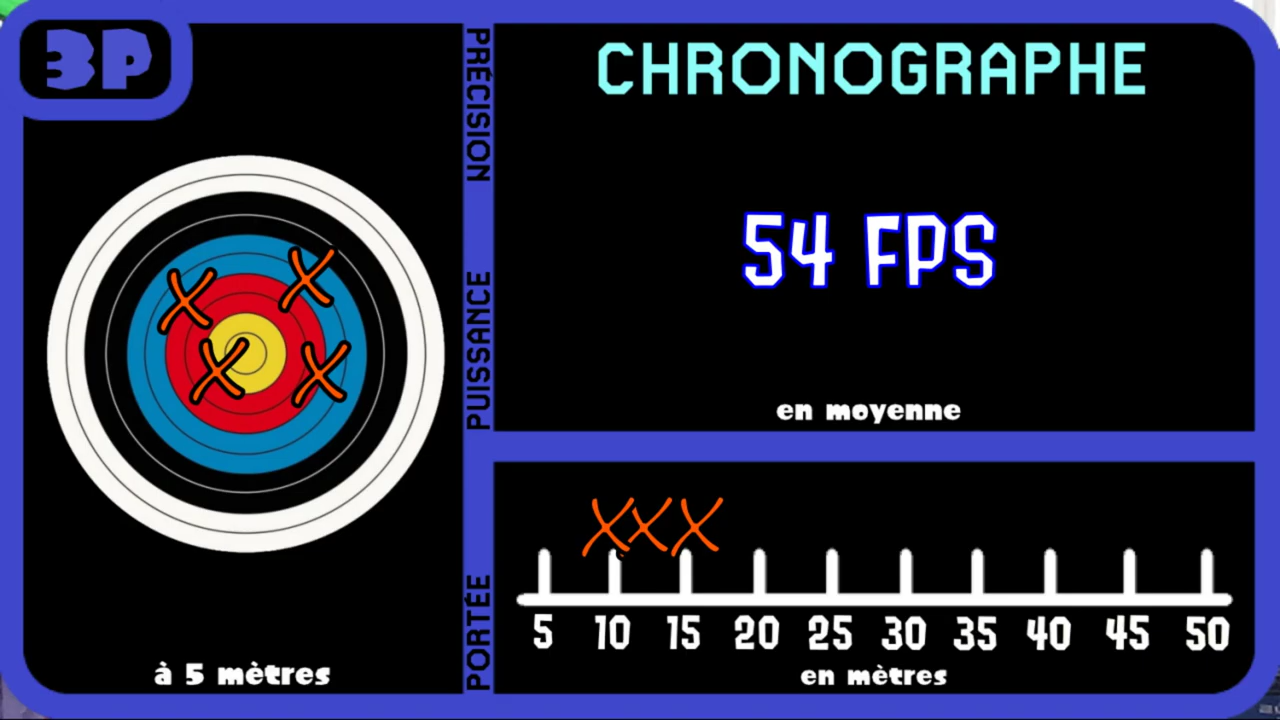 3P
PRÉCISION
PUISSANCE
PORTÉE
à 5 mètres
CHRONOGRAPHE
54 FPS
en moyenne
5 10 15 20 25 30 35 40 45 50
en mètres